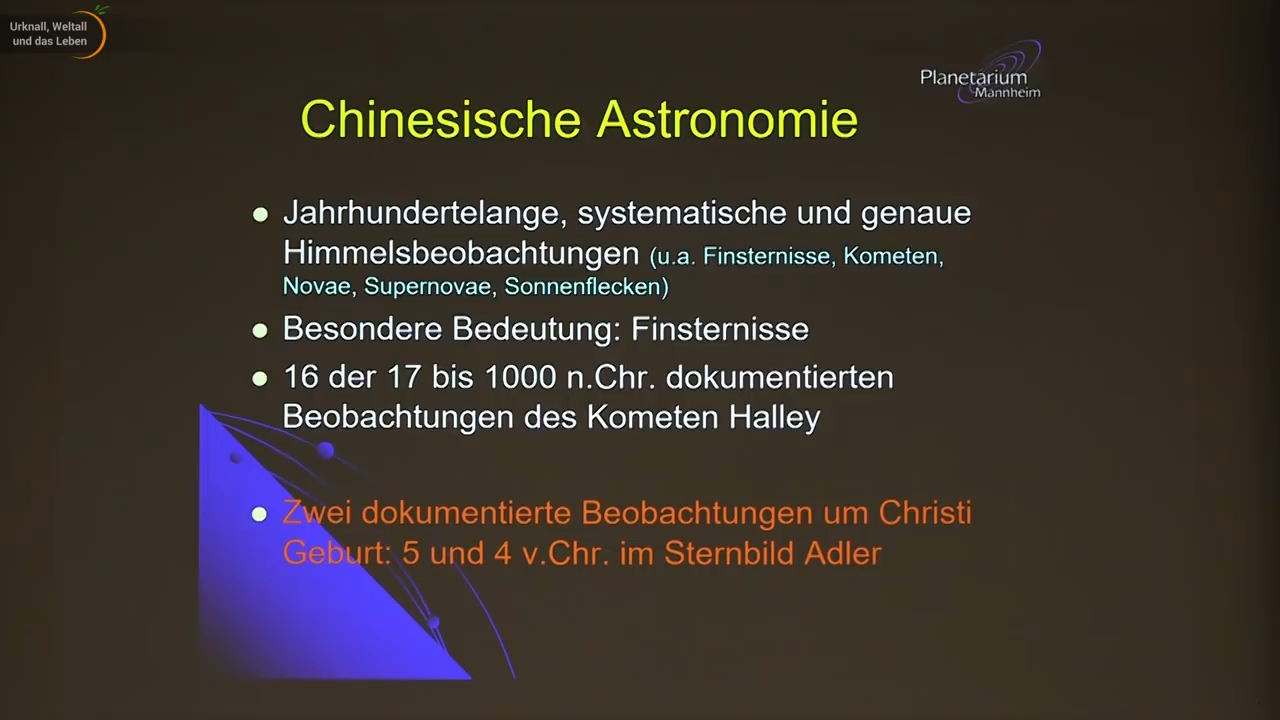 Urknall, Weltall
und das Leben
Planetarium
Mannheim
Chinesische Astronomie
Jahrhundertelange, systematische und genaue
Himmelsbeobachtungen (u.a. Finsternisse, Kometen,
Novae, Supernovae, Sonnenflecken)
Besondere Bedeutung: Finsternisse
16 der 17 bis 1000 n.Chr. dokumentierten
Beobachtungen des Kometen Halley
Zwei dokumentierte Beobachtungen um Christi
Geburt: 5 und 4 v.Chr. im Sternbild Adler